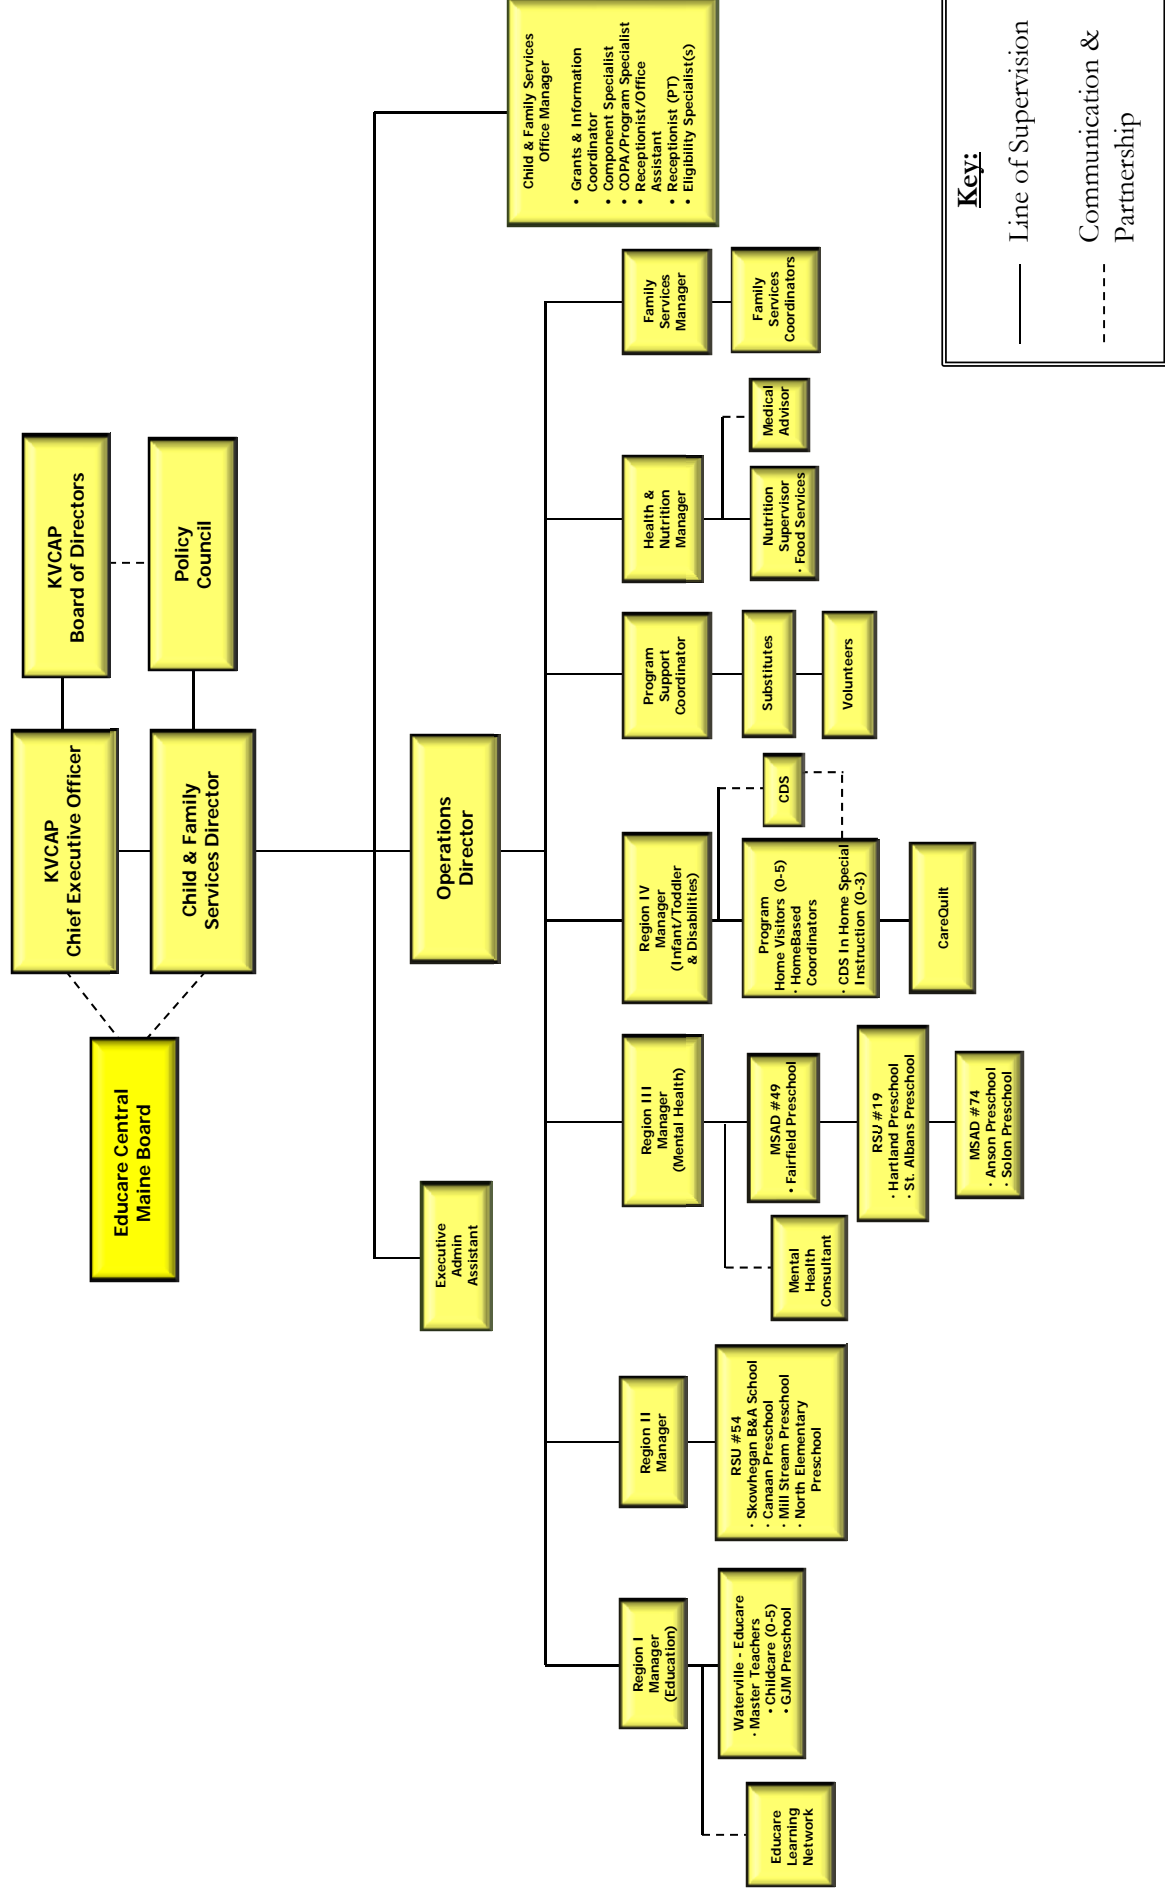 Educare Central
Maine Board
KVCAP
Chief Executive Officer
KVCAP
Board of Directors
Child & Family
Services Director
Policy
Council
Executive
Admin
Assistant
Operations
Director
Child & Family Services
Office Manager
• Grants & Information
Coordinator
• Component Specialist
• COPA/Program Specialist
• Receptionist/Office
Assistant
• Receptionist (PT)
• Eligibility Specialist(s)
Region I
Manager
(Education)
Waterville - Educare
· Master Teachers
• Childcare (0-5)
• GJM Preschool
Educare
Learning
Network
Region II
Manager
RSU #54
· Skowhegan B&A School
· Canaan Preschool
· Mill Stream Preschool
· North Elementary
Preschool
Region III
Manager
(Mental Health)
Mental
Health
Consultant
MSAD #49
• Fairfield Preschool
RSU #19
· Hartland Preschool
· St. Albans Preschool
MSAD #74
· Anson Preschool
· Solon Preschool
Region IV
Manager
(Infant/Toddler
& Disabilities)
CDS
Program
Home Visitors (0-5)
· HomeBased
Coordinators
· CDS In Home Special
Instruction (0-3)
CareQuilt
Program
Support
Coordinator
Substitutes
Volunteers
Health &
Nutrition
Manager
Nutrition
Supervisor
· Food Services
Medical
Advisor
Family
Services
Manager
Family
Services
Coordinators
Key:
Line of Supervision
Communication &
Partnership